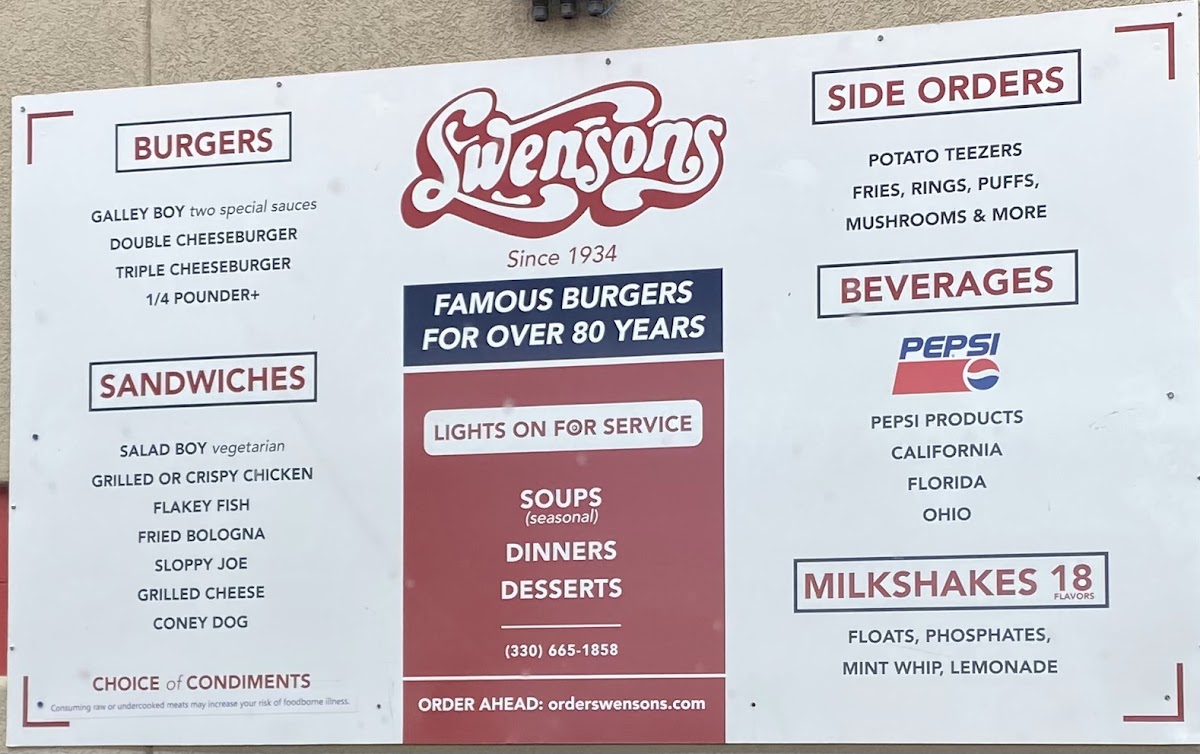 BURGERS
GALLEY BOY two special sauces
DOUBLE CHEESEBURGER
TRIPLE CHEESEBURGER
1/4 POUNDER+
SANDWICHES
SALAD BOY vegetarian
GRILLED OR CRISPY CHICKEN
FLAKEY FISH
FRIED BOLOGNA
SLOPPY JOE
GRILLED CHEESE
CONEY DOG
CHOICE of CONDIMENTS
Consuming raw or undercooked meats may increase your risk of foodborne illness.
Swensons
Since 1934
FAMOUS BURGERS
FOR OVER 80 YEARS
LIGHTS ON FOR SERVICE
SOUPS
(seasonal)
DINNERS
DESSERTS
(330) 665-1858
ORDER AHEAD: orderswensons.com
SIDE ORDERS
POTATO TEEZERS
FRIES, RINGS, PUFFS,
MUSHROOMS & MORE
BEVERAGES
PEPSI
PEPSI PRODUCTS
CALIFORNIA
FLORIDA
OHIO
MILKSHAKES 18
FLAVORS
FLOATS, PHOSPHATES,
MINT WHIP, LEMONADE